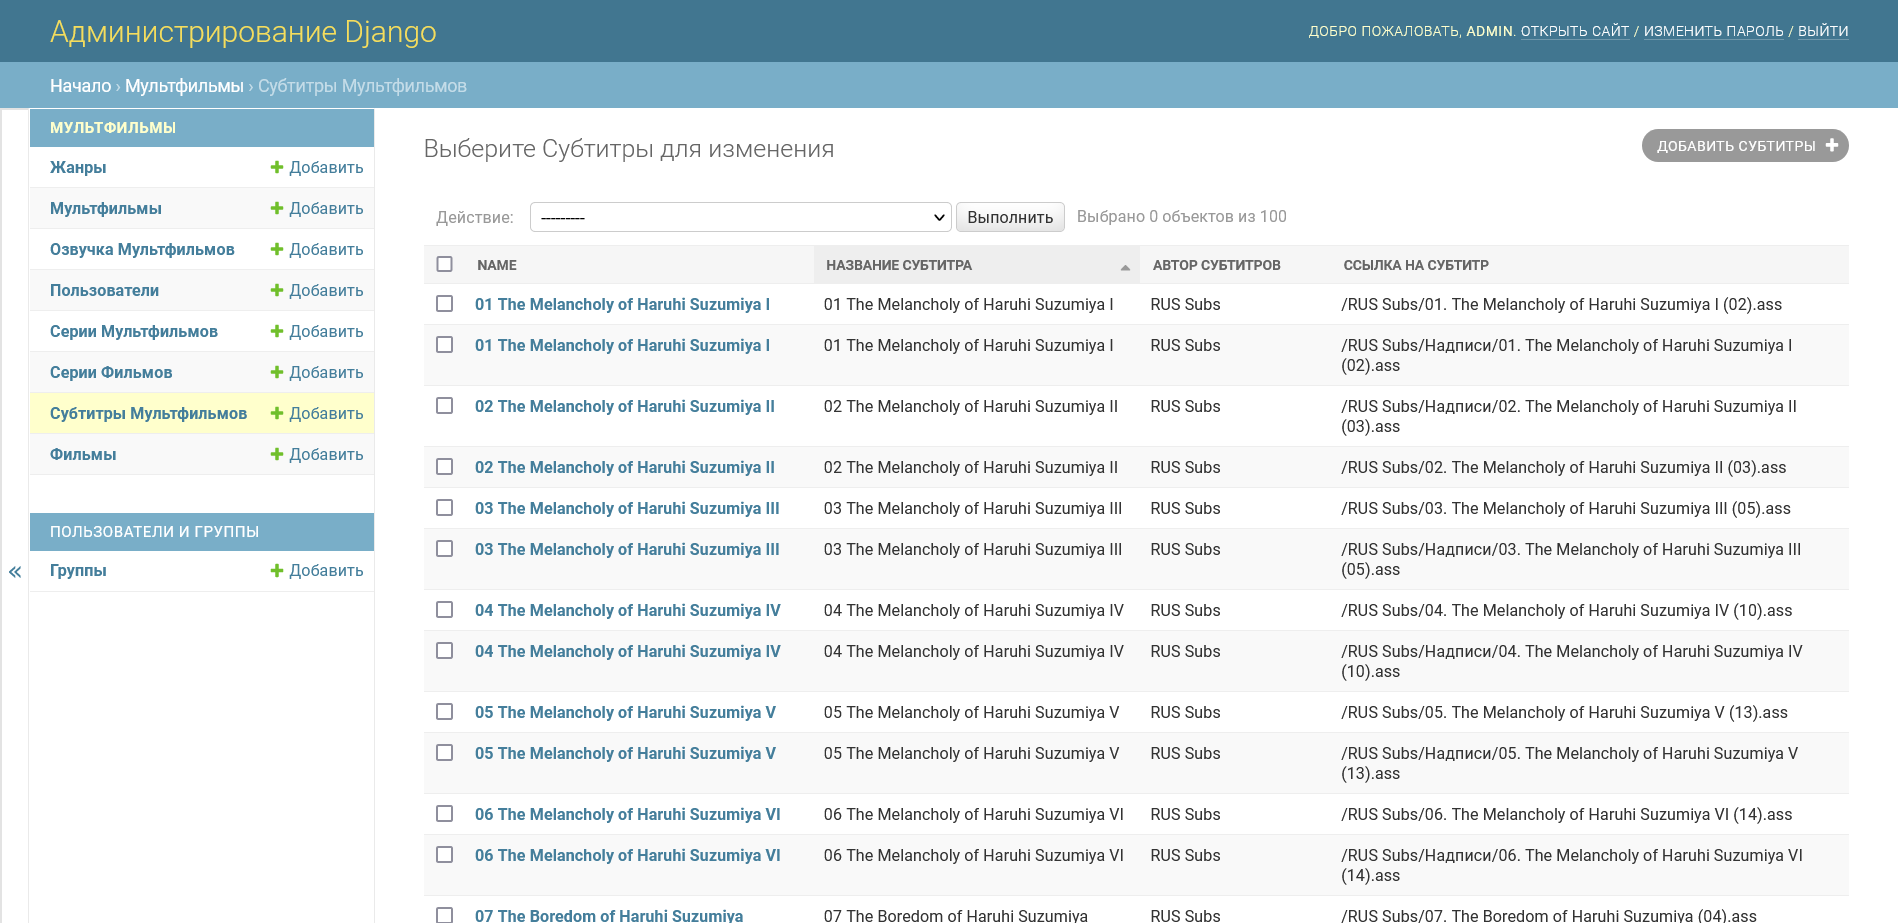 Администрирование Django
ДОБРО ПОЖАЛОВАТЬ, ADMIN. ОТКРЫТЬ САЙТ / ИЗМЕНИТЬ ПАРОЛЬ / ВЫЙТИ
Начало › Мультфильмы › Субтитры Мультфильмов
МУЛЬТФИЛЬМЫ
Жанры Добавить
Мультфильмы Добавить
Озвучка Мультфильмов Добавить
Пользователи Добавить
Серии Мультфильмов Добавить
Серии Фильмов Добавить
Субтитры Мультфильмов Добавить
Фильмы Добавить
ПОЛЬЗОВАТЕЛИ И ГРУППЫ
Группы Добавить
«
Выберите Субтитры для изменения
ДОБАВИТЬ СУБТИТРЫ
Действие: --------- Выполнить Выбрано 0 объектов из 100
NAME НАЗВАНИЕ СУБТИТРА АВТОР СУБТИТРОВ ССЫЛКА НА СУБТИТР
01 The Melancholy of Haruhi Suzumiya I 01 The Melancholy of Haruhi Suzumiya I RUS Subs /RUS Subs/01. The Melancholy of Haruhi Suzumiya I (02).ass
01 The Melancholy of Haruhi Suzumiya I 01 The Melancholy of Haruhi Suzumiya I RUS Subs /RUS Subs/Надписи/01. The Melancholy of Haruhi Suzumiya I
(02).ass
02 The Melancholy of Haruhi Suzumiya II 02 The Melancholy of Haruhi Suzumiya II RUS Subs /RUS Subs/Надписи/02. The Melancholy of Haruhi Suzumiya II
(03).ass
02 The Melancholy of Haruhi Suzumiya II 02 The Melancholy of Haruhi Suzumiya II RUS Subs /RUS Subs/02. The Melancholy of Haruhi Suzumiya II (03).ass
03 The Melancholy of Haruhi Suzumiya III 03 The Melancholy of Haruhi Suzumiya III RUS Subs /RUS Subs/03. The Melancholy of Haruhi Suzumiya III (05).ass
03 The Melancholy of Haruhi Suzumiya III 03 The Melancholy of Haruhi Suzumiya III RUS Subs /RUS Subs/Надписи/03. The Melancholy of Haruhi Suzumiya III
(05).ass
04 The Melancholy of Haruhi Suzumiya IV 04 The Melancholy of Haruhi Suzumiya IV RUS Subs /RUS Subs/04. The Melancholy of Haruhi Suzumiya IV (10).ass
04 The Melancholy of Haruhi Suzumiya IV 04 The Melancholy of Haruhi Suzumiya IV RUS Subs /RUS Subs/Надписи/04. The Melancholy of Haruhi Suzumiya IV
(10).ass
05 The Melancholy of Haruhi Suzumiya V 05 The Melancholy of Haruhi Suzumiya V RUS Subs /RUS Subs/05. The Melancholy of Haruhi Suzumiya V (13).ass
05 The Melancholy of Haruhi Suzumiya V 05 The Melancholy of Haruhi Suzumiya V RUS Subs /RUS Subs/Надписи/05. The Melancholy of Haruhi Suzumiya V
(13).ass
06 The Melancholy of Haruhi Suzumiya VI 06 The Melancholy of Haruhi Suzumiya VI RUS Subs /RUS Subs/06. The Melancholy of Haruhi Suzumiya VI (14).ass
06 The Melancholy of Haruhi Suzumiya VI 06 The Melancholy of Haruhi Suzumiya VI RUS Subs /RUS Subs/Надписи/06. The Melancholy of Haruhi Suzumiya VI
(14).ass
07 The Boredom of Haruhi Suzumiya 07 The Boredom of Haruhi Suzumiya RUS Subs /RUS Subs/07. The Boredom of Haruhi Suzumiya (04).ass